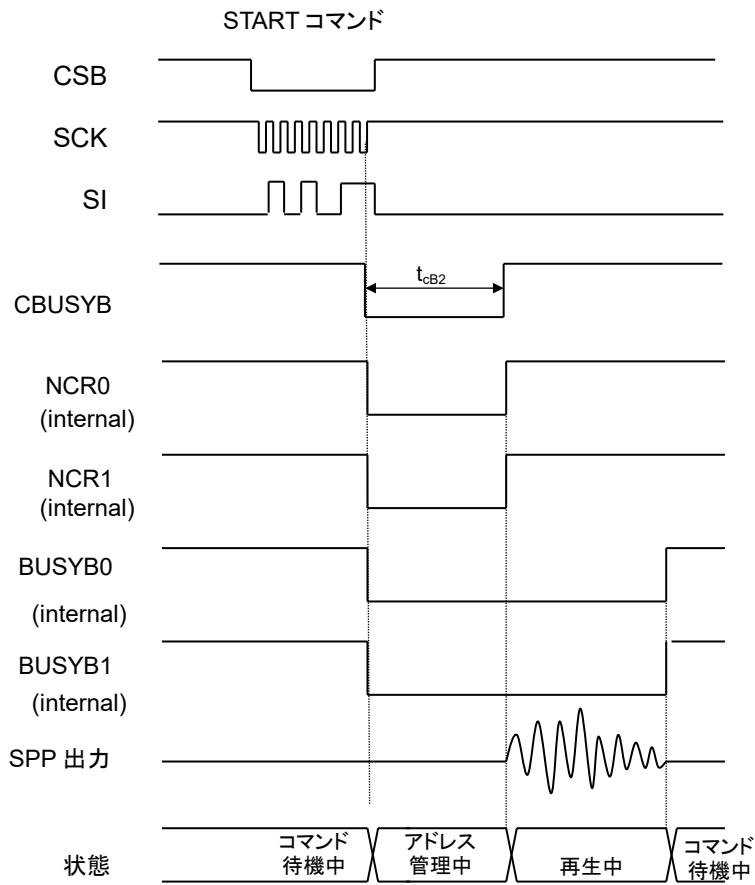 START コマンド
CSB
SCK
SI
CBUSYB
tcB2
NCR0
(internal)
NCR1
(internal)
BUSYB0
(internal)
BUSYB1
(internal)
SPP 出力
状態
コマンド
待機中
アドレス
管理中
再生中
コマンド
待機中